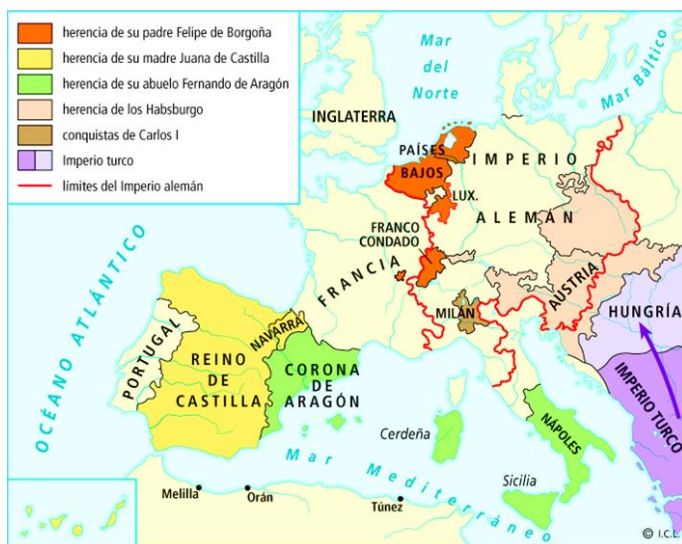 herencia de su padre Felipe de Borgoña
herencia de su madre Juana de Castilla
herencia de su abuelo Fernando de Aragón
herencia de los Habsburgo
conquistas de Carlos I
Imperio turco
límites del Imperio alemán
Mar
del
Norte
Mar Báltico
INGLATERRA
PAÍSES
BAJOS
IMPERIO
ALEMÁN
LUX.
FRANCO
CONDADO
FRANCIA
OCÉANO ATLÁNTICO
AUSTRIA
HUNGRÍA
MILÁN
NAVARRA
PORTUGAL
REINO
DE
CASTILLA
CORONA
DE
ARAGÓN
IMPERIO TURCO
NÁPOLES
Cerdeña
Sicilia
Mar Mediterráneo
Melilla
Orán
Túnez
© I.C.L.